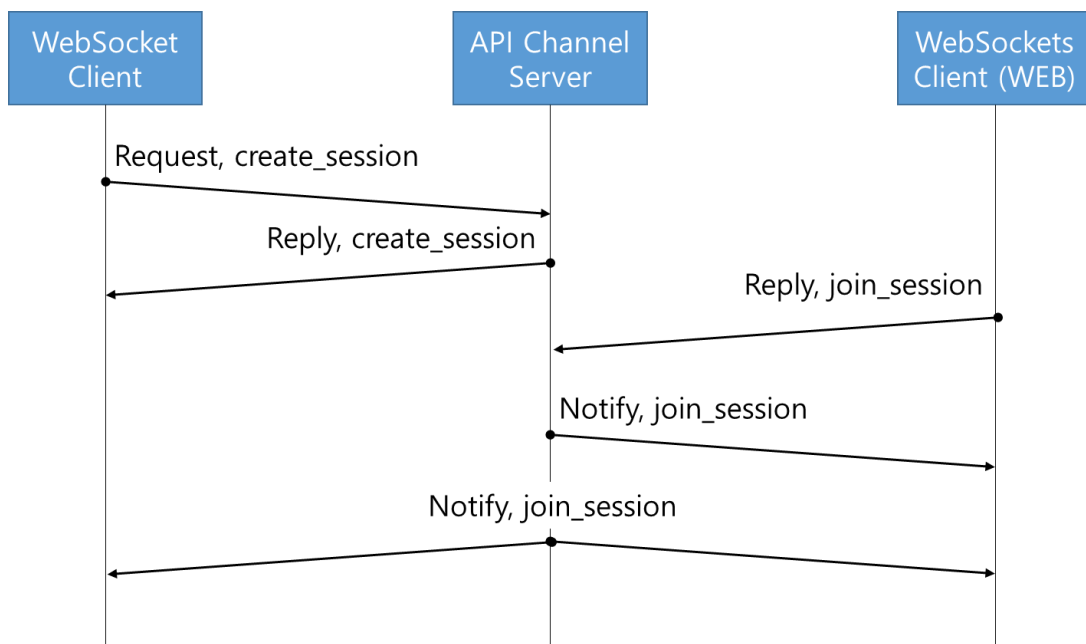 WebSocket
Client
API Channel
Server
WebSockets
Client (WEB)
Request, create_session
Reply, create_session
Reply, join_session
Notify, join_session
Notify, join_session